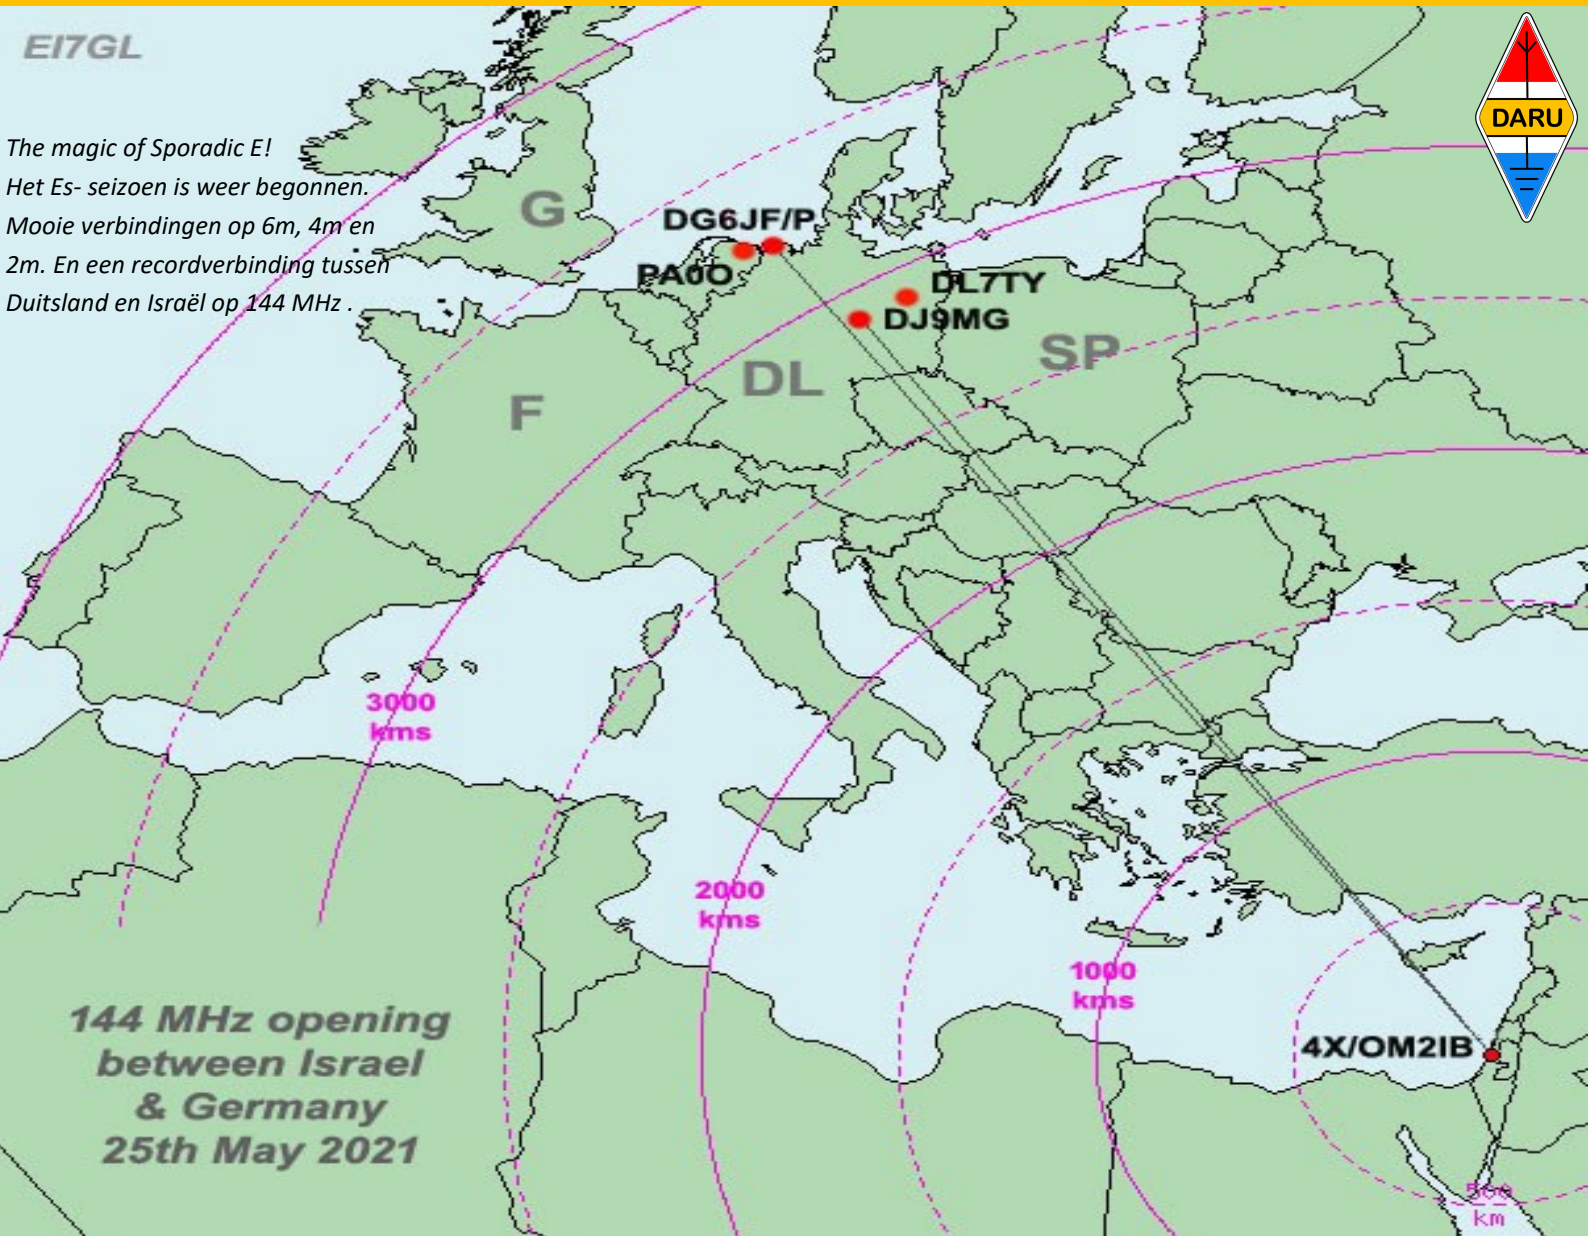 EI7GL
DARU
The magic of Sporadic E!
Het Es- seizoen is weer begonnen.
Mooie verbindingen op 6m, 4m en
2m. En een recordverbinding tussen
Duitsland en Israël op 144 MHz .
G
DG6JF/P
PA0O
DL7TY
DJ9MG
SP
DL
F
3000
kms
2000
kms
1000
kms
4X/OM2IB
144 MHz opening
between Israel
& Germany
25th May 2021
500
km